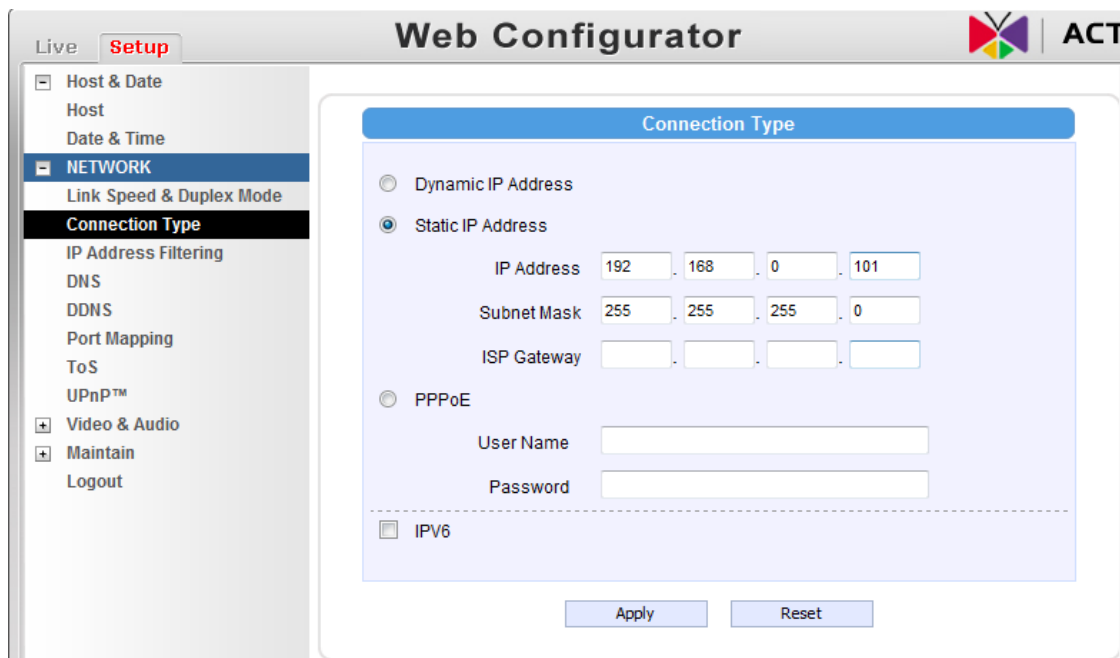 Live Setup Web Configurator ACT
Host & Date
Host
Date & Time
NETWORK
Link Speed & Duplex Mode
Connection Type
IP Address Filtering
DNS
DDNS
Port Mapping
ToS
UPnP™
Video & Audio
Maintain
Logout
Connection Type
Dynamic IP Address
Static IP Address
IP Address 192 . 168 . 0 . 101
Subnet Mask 255 . 255 . 255 . 0
ISP Gateway . . .
PPPoE
User Name
Password
IPV6
Apply Reset